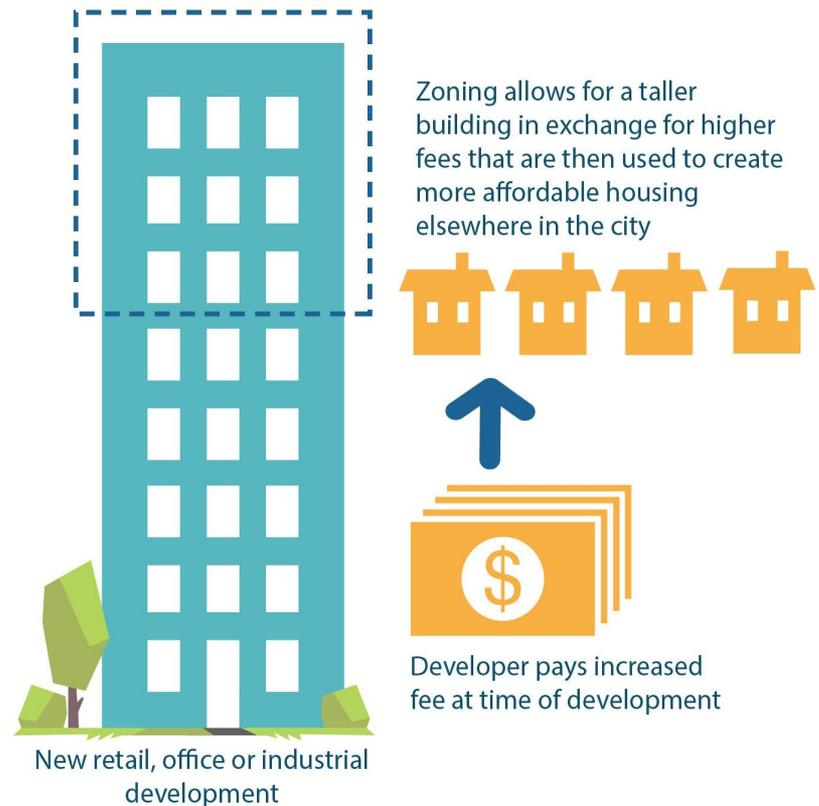 Zoning allows for a taller
building in exchange for higher
fees that are then used to create
more affordable housing
elsewhere in the city
$
Developer pays increased
fee at time of development
New retail, office or industrial
development